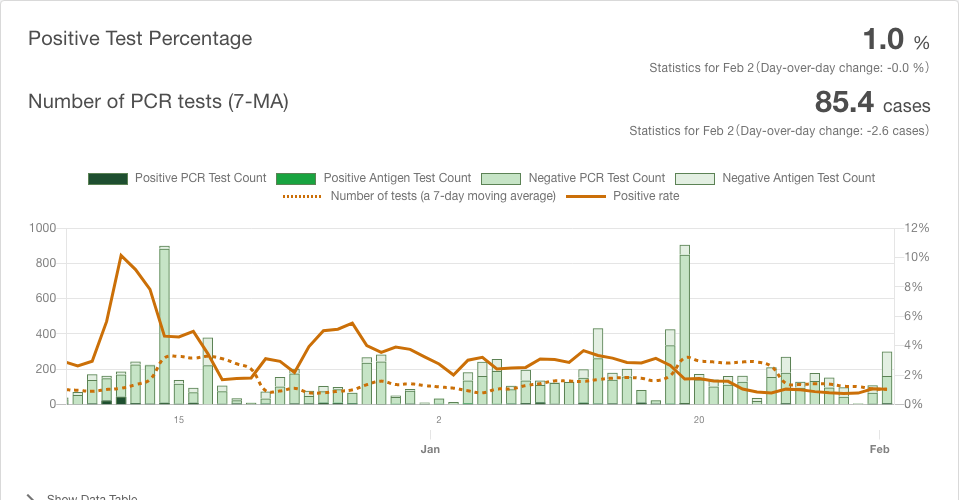 Positive Test Percentage
1.0 %
Statistics for Feb 2 (Day-over-day change: -0.0 %)
Number of PCR tests (7-MA)
85.4 cases
Statistics for Feb 2 (Day-over-day change: -2.6 cases)
Positive PCR Test Count Positive Antigen Test Count Negative PCR Test Count Negative Antigen Test Count
Number of tests (a 7-day moving average) Positive rate
1000 12%
10%
800
8%
600
6%
400
4%
200
2%
0 0%
15 2 20
Jan Feb
Show Data Table